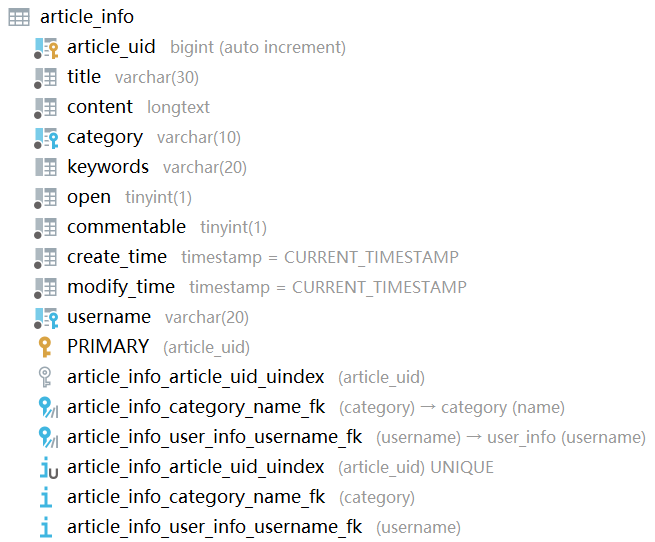 article_info
article_uid bigint (auto increment)
title varchar(30)
content longtext
category varchar(10)
keywords varchar(20)
open tinyint(1)
commentable tinyint(1)
create_time timestamp = CURRENT_TIMESTAMP
modify_time timestamp = CURRENT_TIMESTAMP
username varchar(20)
PRIMARY (article_uid)
article_info_article_uid_uindex (article_uid)
article_info_category_name_fk (category) → category (name)
article_info_user_info_username_fk (username) → user_info (username)
article_info_article_uid_uindex (article_uid) UNIQUE
article_info_category_name_fk (category)
article_info_user_info_username_fk (username)